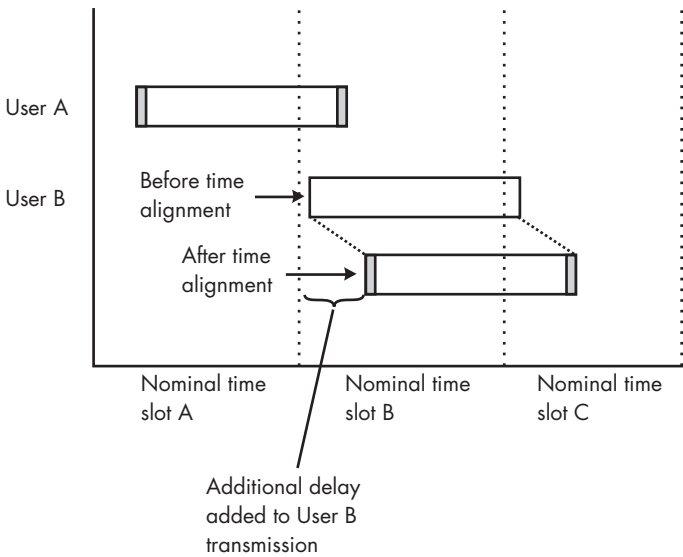 User A
User B
Before time
alignment
After time
alignment
Nominal time
slot A
Nominal time
slot B
Nominal time
slot C
Additional delay
added to User B
transmission